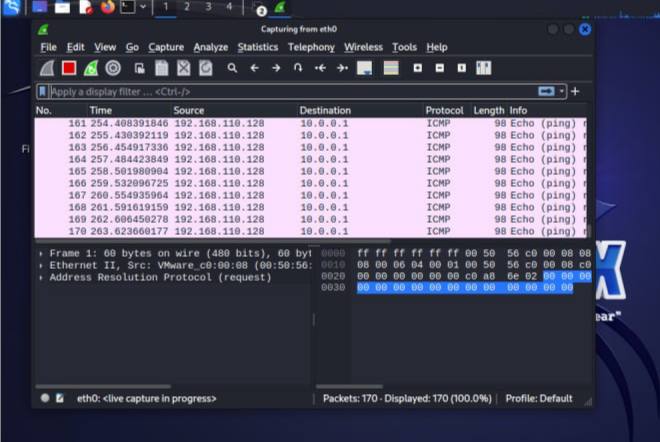 1 2 3 4
2
Capturing from eth0
File Edit View Go Capture Analyze Statistics Telephony Wireless Tools Help
Apply a display filter ... <Ctrl-/>
No. Time Source Destination Protocol Length Info
161 254.408391846 192.168.110.128 10.0.0.1 ICMP 98 Echo (ping) r
162 255.430392119 192.168.110.128 10.0.0.1 ICMP 98 Echo (ping) r
163 256.454917336 192.168.110.128 10.0.0.1 ICMP 98 Echo (ping) r
164 257.484423849 192.168.110.128 10.0.0.1 ICMP 98 Echo (ping) r
165 258.501980904 192.168.110.128 10.0.0.1 ICMP 98 Echo (ping) r
166 259.532096725 192.168.110.128 10.0.0.1 ICMP 98 Echo (ping) r
167 260.554935964 192.168.110.128 10.0.0.1 ICMP 98 Echo (ping) r
168 261.591619159 192.168.110.128 10.0.0.1 ICMP 98 Echo (ping) r
169 262.606450278 192.168.110.128 10.0.0.1 ICMP 98 Echo (ping) r
170 263.623660177 192.168.110.128 10.0.0.1 ICMP 98 Echo (ping) r
Fi
Frame 1: 60 bytes on wire (480 bits), 60 byt
Ethernet II, Src: VMware_c0:00:08 (00:50:56:
Address Resolution Protocol (request)
0000 ff ff ff ff ff ff 00 50 56 c0 00 08 08
0010 08 00 06 04 00 01 00 50 56 c0 00 08 c0
0020 00 00 00 00 00 00 c0 a8 6e 02 00 00 00
0030 00 00 00 00 00 00 00 00 00 00 00 00
X
ear"
eth0: <live capture in progress> Packets: 170 · Displayed: 170 (100.0%) Profile: Default